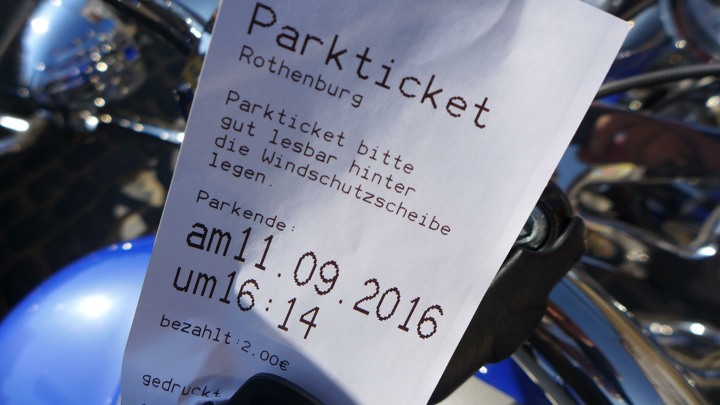 Parkticket
Rothenburg
Parkticket bitte
gut lesbar hinter
die Windschutzscheibe
legen.
Parkende:
am11.09.2016
um16:14
bezahlt:2.00€
gedruckt